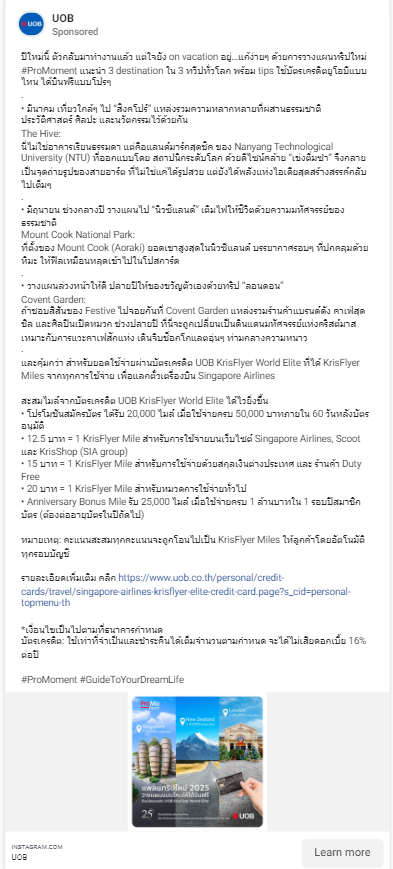 UOB
Sponsored
ปีใหม่นี้ ตัวกลับมาทำงานแล้ว แต่ใจยัง on vacation อยู่...แก้ง่ายๆ ด้วยการวางแผนทริปใหม่
#ProMoment แนะนำ 3 destination ใน 3 ทวีปทั่วโลก พร้อม tips ใช้บัตรเครดิตยูโอบีแบบ
ไหน ได้บินฟรีแบบโปรๆ
.
• มีนาคม เที่ยวใกล้ๆ ไป “สิงคโปร์” แหล่งรวมความหลากหลายที่ผสานธรรมชาติ
ประวัติศาสตร์ ศิลปะ และนวัตกรรมไว้ด้วยกัน
The Hive:
นี่ไม่ใช่อาคารเรียนธรรมดา แต่คือแลนด์มาร์กสุดชิค ของ Nanyang Technological
University (NTU) ที่ออกแบบโดย สถาปนิกระดับโลก ด้วยดีไซน์คล้าย “เข่งติ่มซำ” จึงกลาย
เป็นจุดถ่ายรูปของสายอาร์ต ที่ไม่ใช่แค่ได้รูปสวย แต่ยังได้พลังแห่งไอเดียสุดสร้างสรรค์กลับ
ไปเต็มๆ
.
• มิถุนายน ช่วงกลางปี วางแผนไป “นิวซีแลนด์” เติมไฟให้ชีวิตด้วยความมหัศจรรย์ของ
ธรรมชาติ
Mount Cook National Park:
ที่ตั้งของ Mount Cook (Aoraki) ยอดเขาสูงสุดในนิวซีแลนด์ บรรยากาศรอบๆ ที่ปกคลุมด้วย
หิมะ ให้ฟีลเหมือนหลุดเข้าไปในโปสการ์ด
.
• วางแผนล่วงหน้าให้ดี ปลายปีให้ของขวัญตัวเองด้วยทริป “ลอนดอน”
Covent Garden:
ถ้าชอบสีสันของ Festive ไปจอยกันที่ Covent Garden แหล่งรวมร้านค้าแบรนด์ดัง คาเฟ่สุด
ชิล และศิลปินเปิดหมวก ช่วงปลายปี ที่นี่จะถูกเปลี่ยนเป็นดินแดนมหัศจรรย์แห่งคริสต์มาส
เหมาะกับการแวะคาเฟ่สักแห่ง เดินจิบช็อกโกแลตอุ่นๆ ท่ามกลางความหนาว
.
และคุ้มกว่า สำหรับยอดใช้จ่ายผ่านบัตรเครดิต UOB KrisFlyer World Elite ที่ได้ KrisFlyer
Miles จากทุกการใช้จ่าย เพื่อแลกตั๋วเครื่องบิน Singapore Airlines
สะสมไมล์จากบัตรเครดิต UOB KrisFlyer World Elite ได้ไวยิ่งขึ้น
• โปรโมชันสมัครบัตร ได้รับ 20,000 ไมล์ เมื่อใช้จ่ายครบ 50,000 บาทภายใน 60 วันหลังบัตร
อนุมัติ
• 12.5 บาท = 1 KrisFlyer Mile สำหรับการใช้จ่ายบนเว็บไซต์ Singapore Airlines, Scoot
และ KrisShop (SIA group)
• 15 บาท = 1 KrisFlyer Mile สำหรับการใช้จ่ายด้วยสกุลเงินต่างประเทศ และ ร้านค้า Duty
Free
• 20 บาท = 1 KrisFlyer Mile สำหรับหมวดการใช้จ่ายทั่วไป
• Anniversary Bonus Mile รับ 25,000 ไมล์ เมื่อใช้จ่ายครบ 1 ล้านบาทใน 1 รอบปีสมาชิก
บัตร (ต้องต่ออายุบัตรในปีถัดไป)
หมายเหตุ: คะแนนสะสมทุกคะแนนจะถูกโอนไปเป็น KrisFlyer Miles ให้ลูกค้าโดยอัตโนมัติ
ทุกรอบบัญชี
รายละเอียดเพิ่มเติม คลิก https://www.uob.co.th/personal/credit-
cards/travel/singapore-airlines-krisflyer-elite-credit-card.page?s_cid=personal-
topmenu-th
*เงื่อนไขเป็นไปตามที่ธนาคารกำหนด
บัตรเครดิต: ใช้เท่าที่จำเป็นและชำระคืนได้เต็มจำนวนตามกำหนด จะได้ไม่เสียดอกเบี้ย 16%
ต่อปี
#ProMoment #GuideToYourDreamLife
New Zealand
London
Singapore
แพลนทริปใหม่ 2025
25
UOB
INSTAGRAM.COM
UOB
Learn more